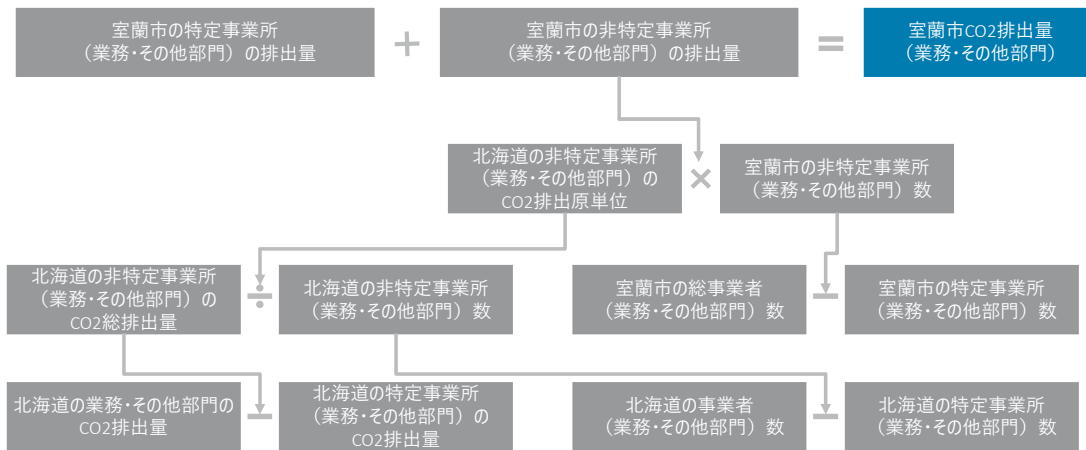 室蘭市の特定事業所
（業務・その他部門）の排出量
＋
室蘭市の非特定事業所
（業務・その他部門）の排出量
＝
室蘭市CO2排出量
（業務・その他部門）
北海道の非特定事業所
（業務・その他部門）の
CO2排出原単位
×
室蘭市の非特定事業所
（業務・その他部門）数
北海道の非特定事業所
（業務・その他部門）の
CO2総排出量
÷
北海道の非特定事業所
（業務・その他部門）数
室蘭市の総事業者
（業務・その他部門）数
−
室蘭市の特定事業所
（業務・その他部門）数
北海道の業務・その他部門の
CO2排出量
−
北海道の特定事業所
（業務・その他部門）の
CO2排出量
北海道の事業者
（業務・その他部門）数
−
北海道の特定事業所
（業務・その他部門）数